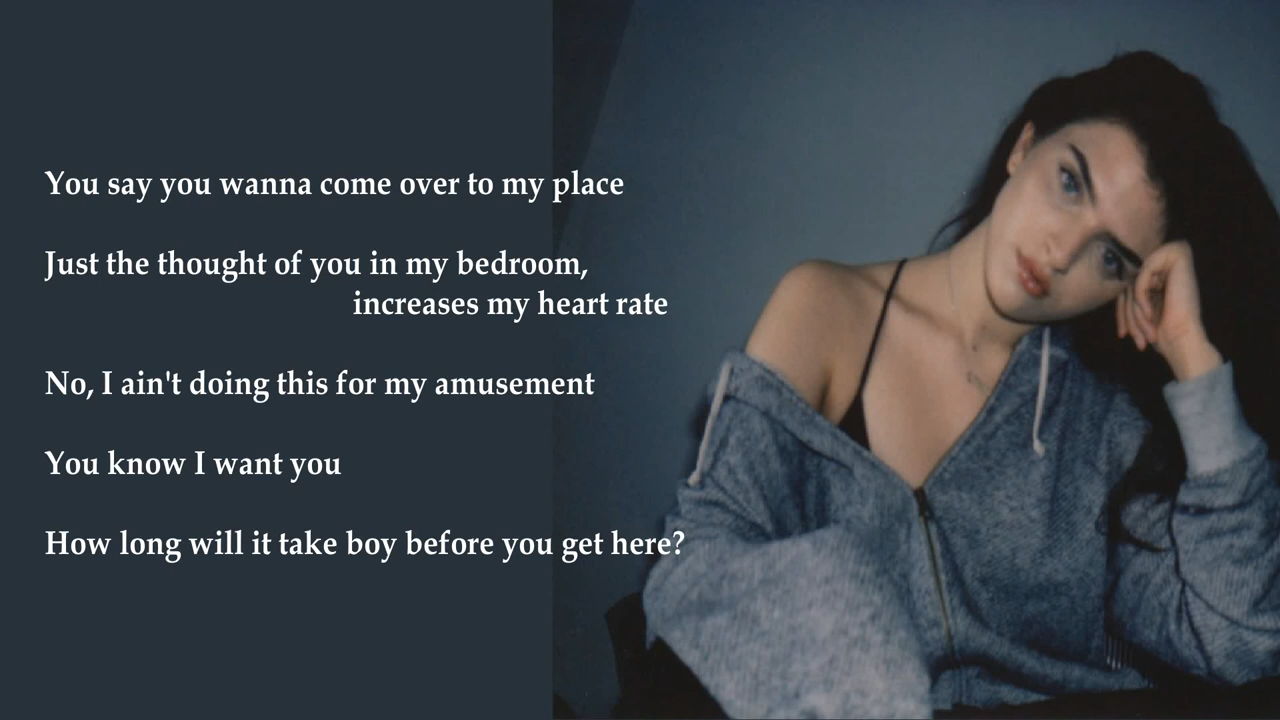 You say you wanna come over to my place
Just the thought of you in my bedroom,
increases my heart rate
No, I ain't doing this for my amusement
You know I want you
How long will it take boy before you get here?